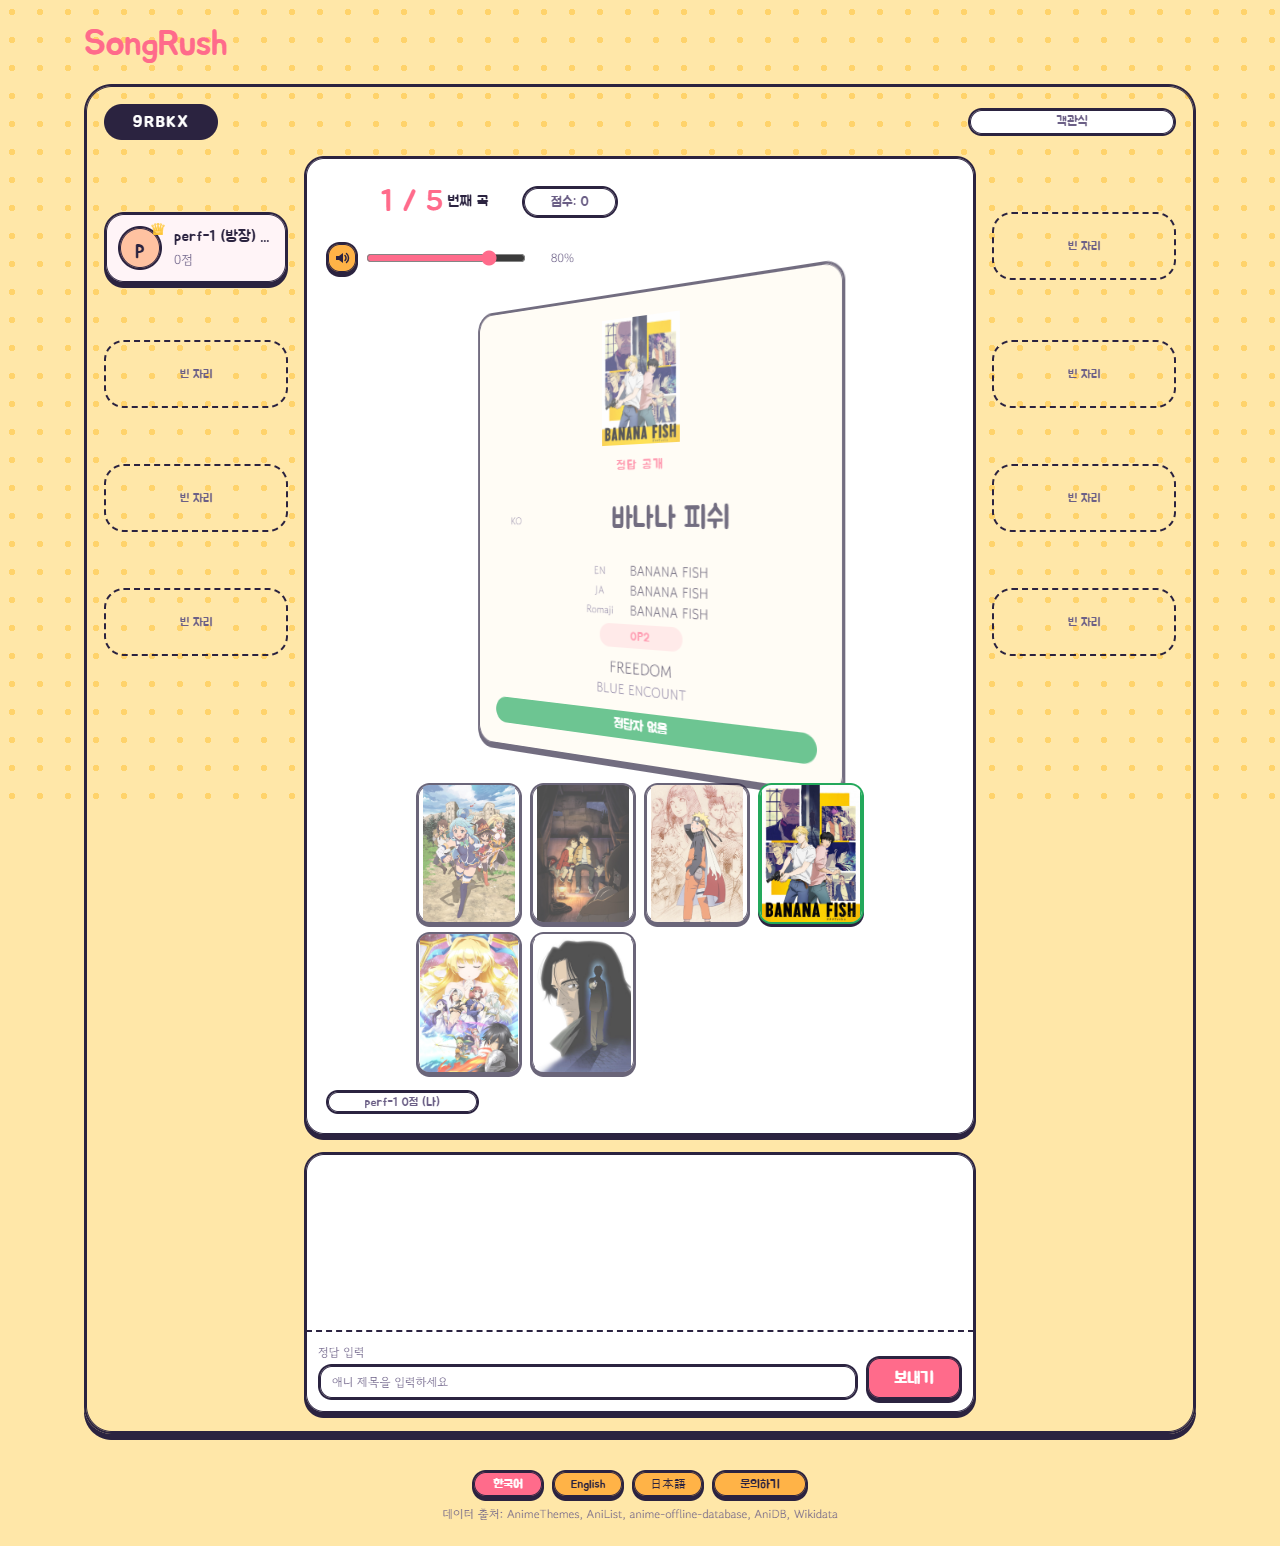 SongRush
9RBKX
객관식
1 / 5 번째 곡
점수: 0
p
perf-1 (방장) ...
0점
80%
빈 자리
빈 자리
빈 자리
빈 자리
빈 자리
빈 자리
빈 자리
BANANA FISH
정답 공개
KO 바나나 피쉬
EN BANANA FISH
JA BANANA FISH
Romaji BANANA FISH
OP2
FREEDOM
BLUE ENCOUNT
정답자 없음
BANANA FISH
perf-1 0점 (나)
정답 입력
애니 제목을 입력하세요
보내기
한국어
English
日本語
문의하기
데이터 출처: AnimeThemes, AniList, anime-offline-database, AniDB, Wikidata